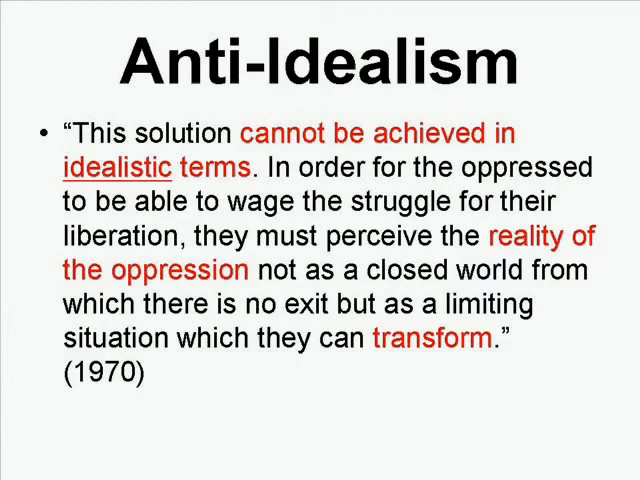 Anti-Idealism
• “This solution cannot be achieved in
idealistic terms. In order for the oppressed
to be able to wage the struggle for their
liberation, they must perceive the reality of
the oppression not as a closed world from
which there is no exit but as a limiting
situation which they can transform.”
(1970)